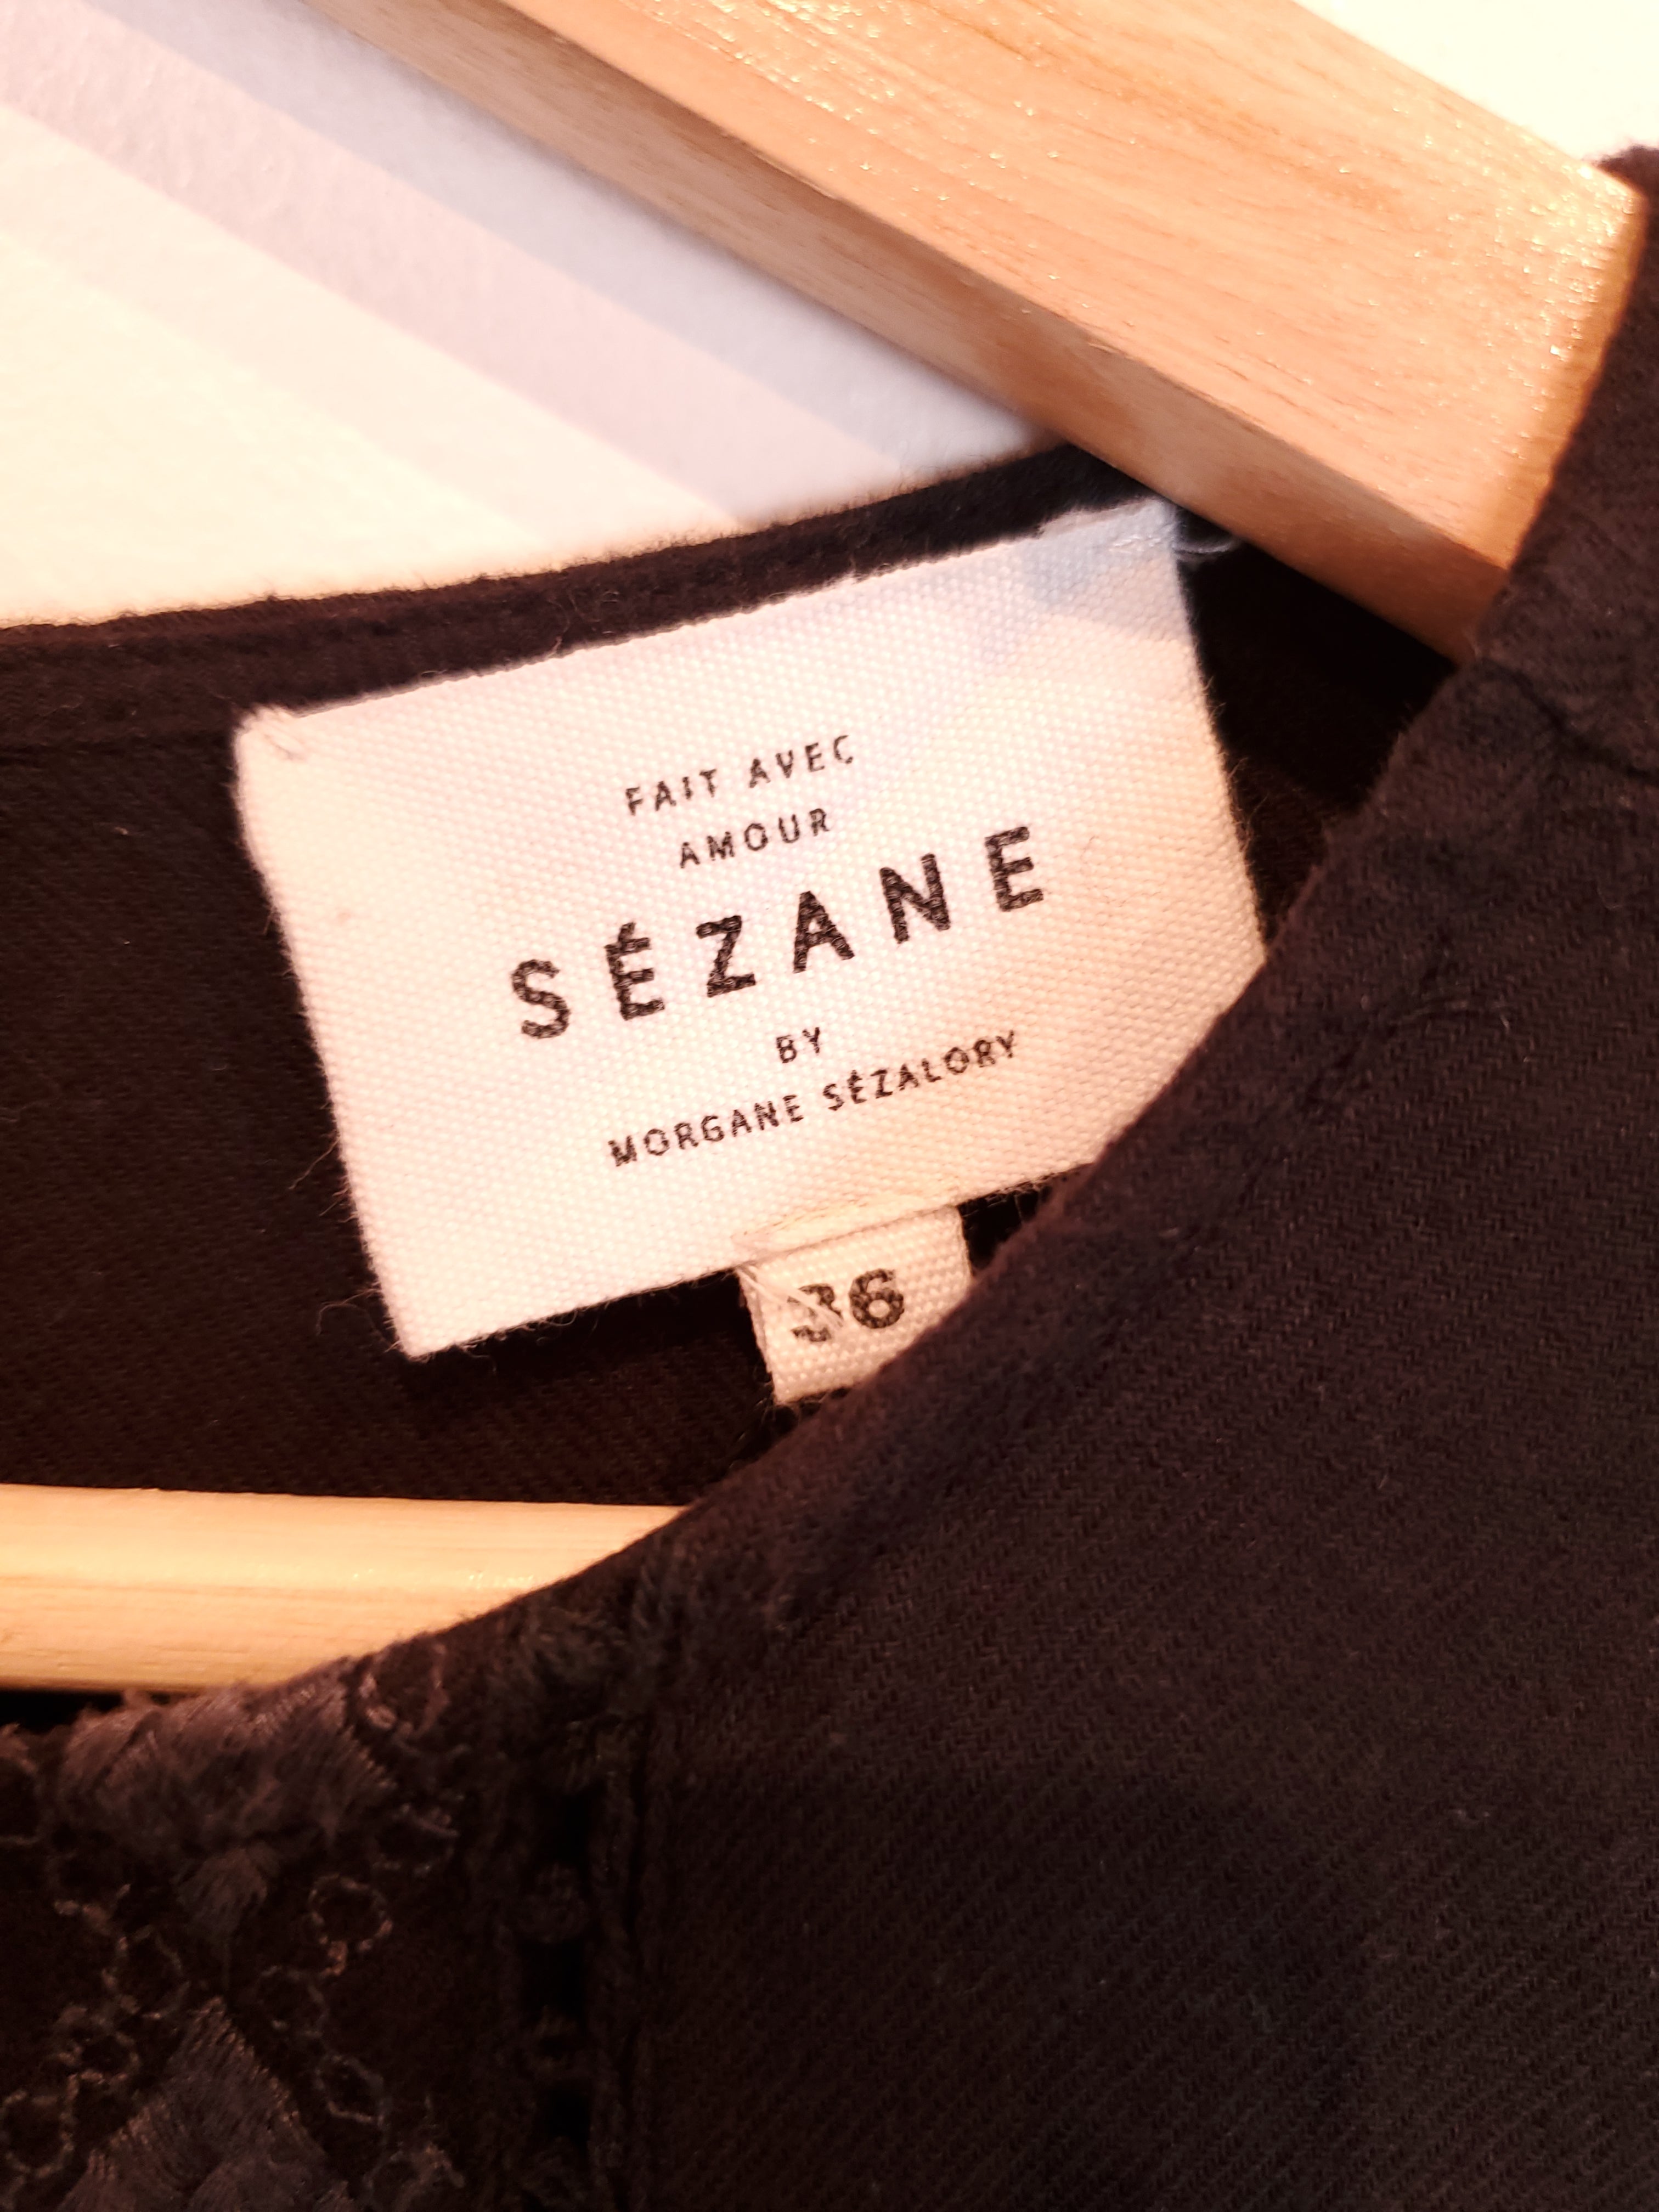 FAIT AVEC
AMOUR
SÉZANE
BY
MORGANE SÉZALORY
36